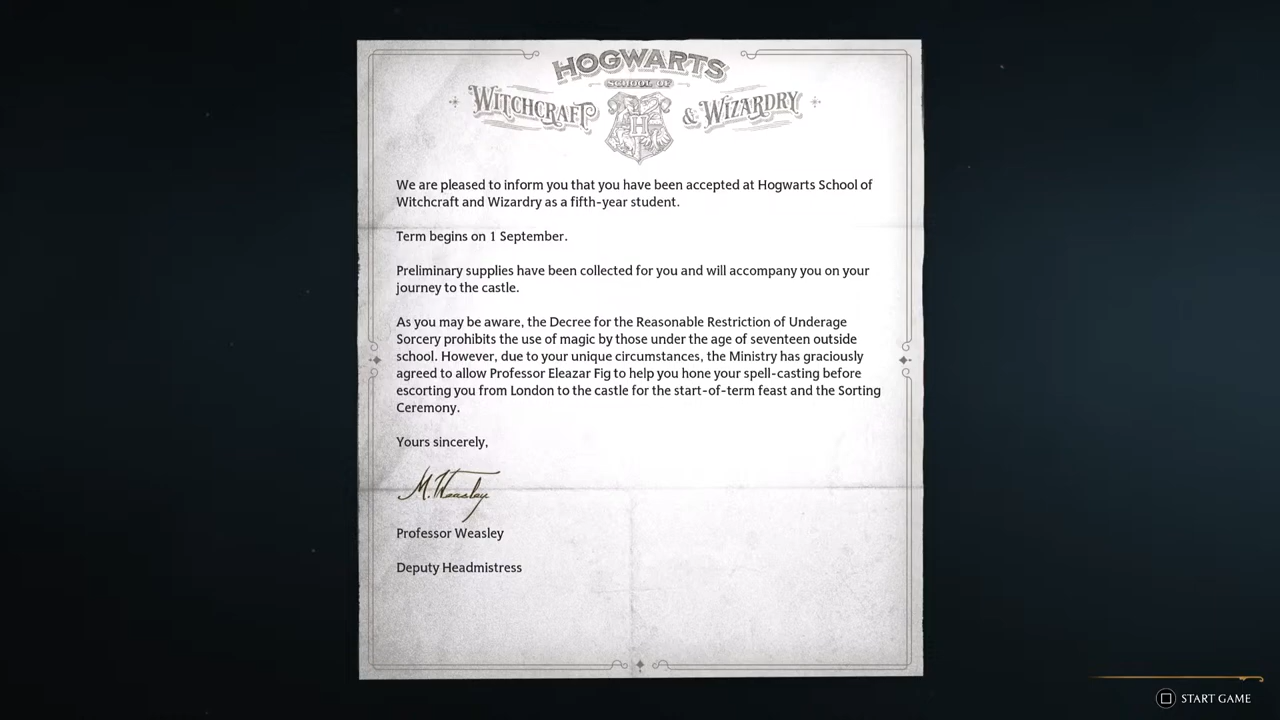 HOGWARTS
SCHOOL OF
WITCHCRAFT & WIZARDRY
H
We are pleased to inform you that you have been accepted at Hogwarts School of
Witchcraft and Wizardry as a fifth-year student.
Term begins on 1 September.
Preliminary supplies have been collected for you and will accompany you on your
journey to the castle.
As you may be aware, the Decree for the Reasonable Restriction of Underage
Sorcery prohibits the use of magic by those under the age of seventeen outside
school. However, due to your unique circumstances, the Ministry has graciously
agreed to allow Professor Eleazar Fig to help you hone your spell-casting before
escorting you from London to the castle for the start-of-term feast and the Sorting
Ceremony.
Yours sincerely,
M. Weasley
Professor Weasley
Deputy Headmistress
START GAME